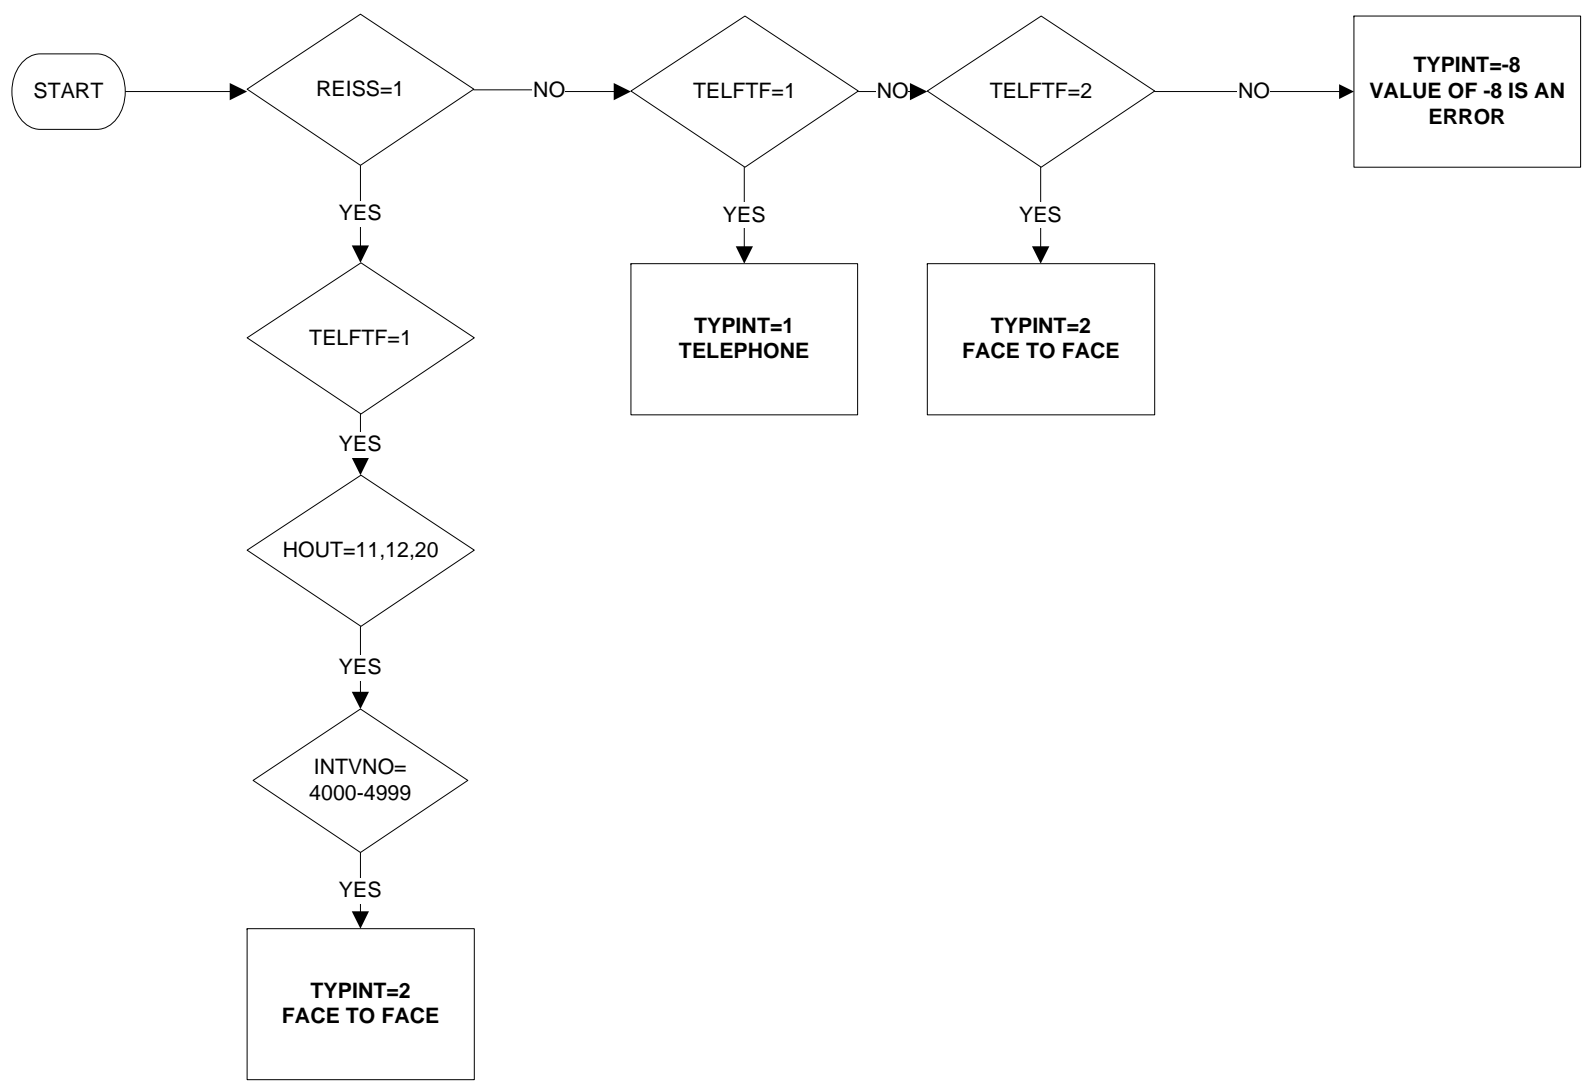 START
REISS=1
NO
TELFTF=1
NO
TELFTF=2
NO
TYPINT=-8
VALUE OF -8 IS AN
ERROR
YES
YES
YES
TELFTF=1
TYPINT=1
TELEPHONE
TYPINT=2
FACE TO FACE
YES
HOUT=11,12,20
YES
INTVNO=
4000-4999
YES
TYPINT=2
FACE TO FACE